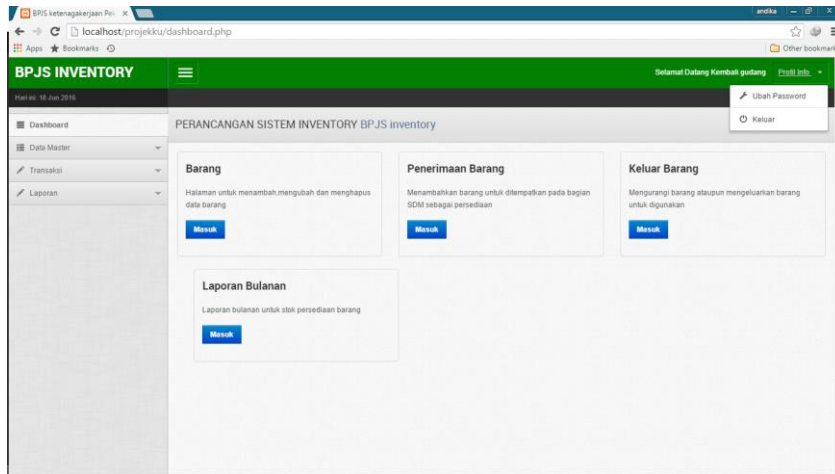 BPJS ketenagakerjaan Pel
andika
localhost/projekku/dashboard.php
Apps
Bookmarks
Other bookmark
BPJS INVENTORY
Selamat Datang Kembali gudang
Profil Info
Hari ini: 18 Jun 2016
Ubah Password
Keluar
Dashboard
PERANCANGAN SISTEM INVENTORY BPJS inventory
Data Master
Transaksi
Laporan
Barang
Halaman untuk menambah,mengubah dan menghapus
data barang
Masuk
Penerimaan Barang
Menambahkan barang untuk ditempatkan pada bagian
SDM sebagai persediaan
Masuk
Keluar Barang
Mengurangi barang ataupun mengeluarkan barang
untuk digunakan
Masuk
Laporan Bulanan
Laporan bulanan untuk stok persediaan barang
Masuk